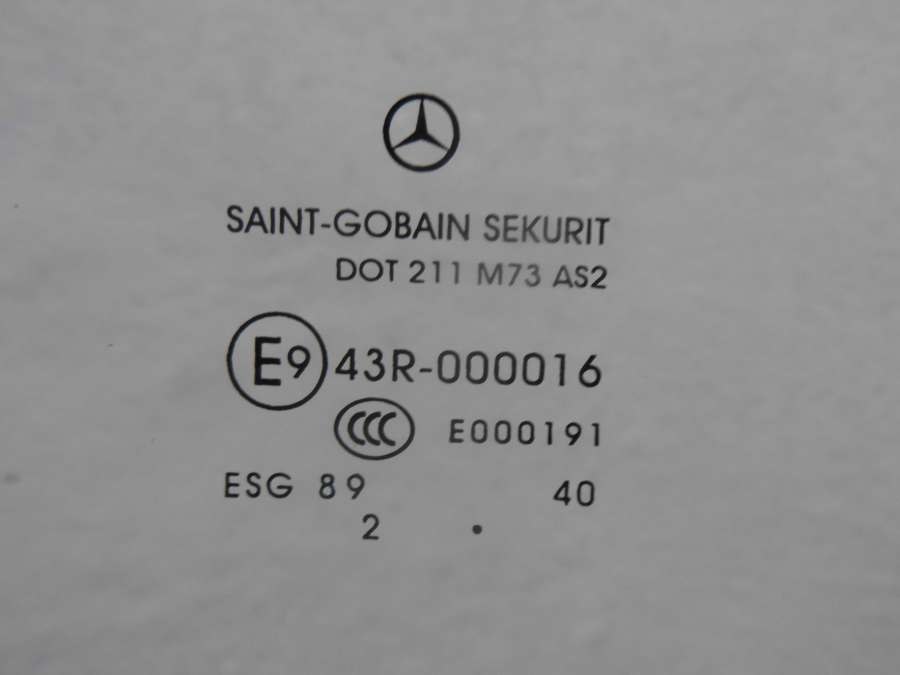 SAINT-GOBAIN SEKURIT
DOT 211 M73 AS2
E9 43R-000016
CCC E000191
ESG 89 40
2 .